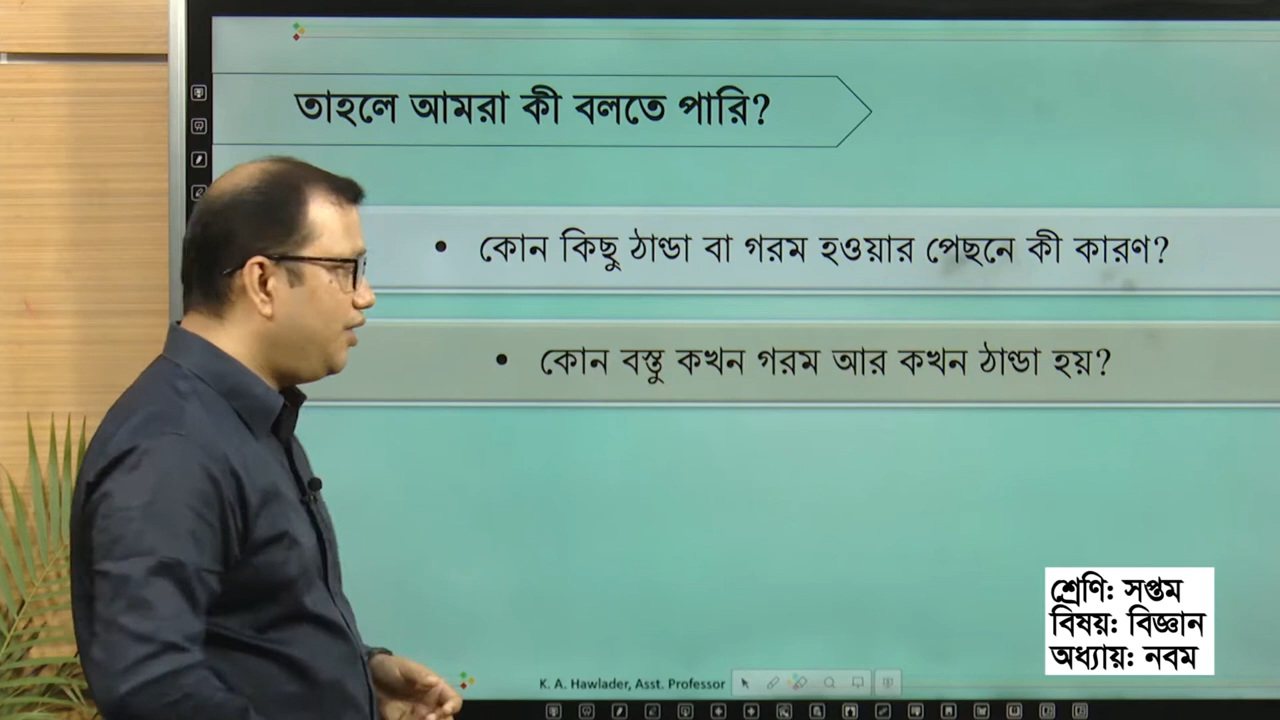 তাহলে আমরা কী বলতে পারি?
• কোন কিছু ঠাণ্ডা বা গরম হওয়ার পেছনে কী কারণ?
• কোন বস্তু কখন গরম আর কখন ঠাণ্ডা হয়?
শ্রেণি: সপ্তম
বিষয়: বিজ্ঞান
অধ্যায়: নবম
K. A. Hawlader, Asst. Professor